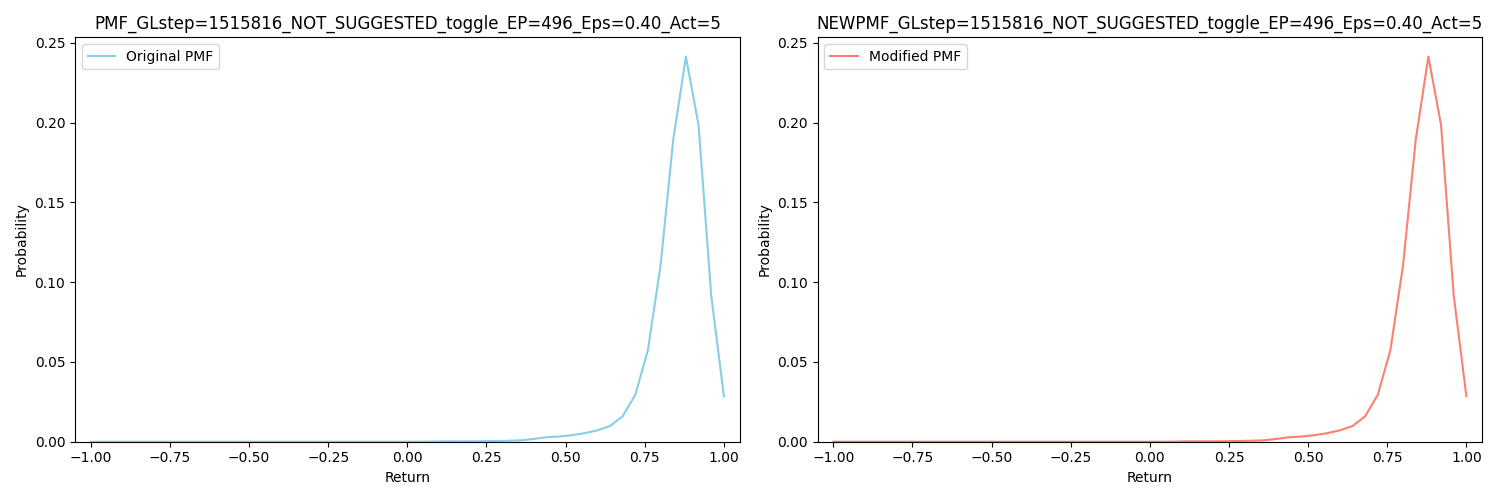 PMF_GLstep=1515816_NOT_SUGGESTED_toggle_EP=496_Eps=0.40_Act=5
Original PMF
0.25
0.20
0.15
0.10
0.05
0.00
Probability
−1.00 −0.75 −0.50 −0.25 0.00 0.25 0.50 0.75 1.00
Return
NEWPMF_GLstep=1515816_NOT_SUGGESTED_toggle_EP=496_Eps=0.40_Act=5
Modified PMF
0.25
0.20
0.15
0.10
0.05
0.00
Probability
−1.00 −0.75 −0.50 −0.25 0.00 0.25 0.50 0.75 1.00
Return